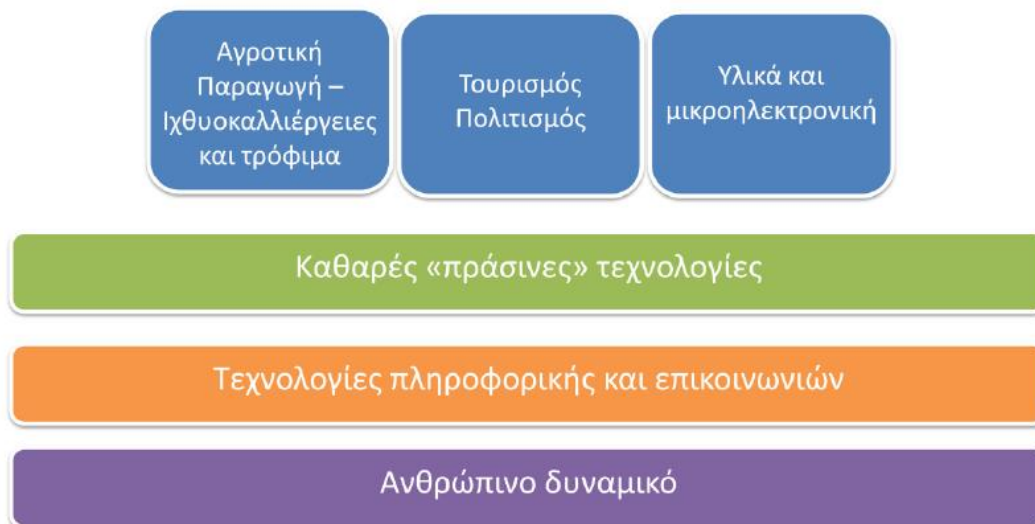 Αγροτική
Παραγωγή –
Ιχθυοκαλλιέργειες
και τρόφιμα
Τουρισμός
Πολιτισμός
Υλικά και
μικροηλεκτρονική
Καθαρές «πράσινες» τεχνολογίες
Τεχνολογίες πληροφορικής και επικοινωνιών
Ανθρώπινο δυναμικό